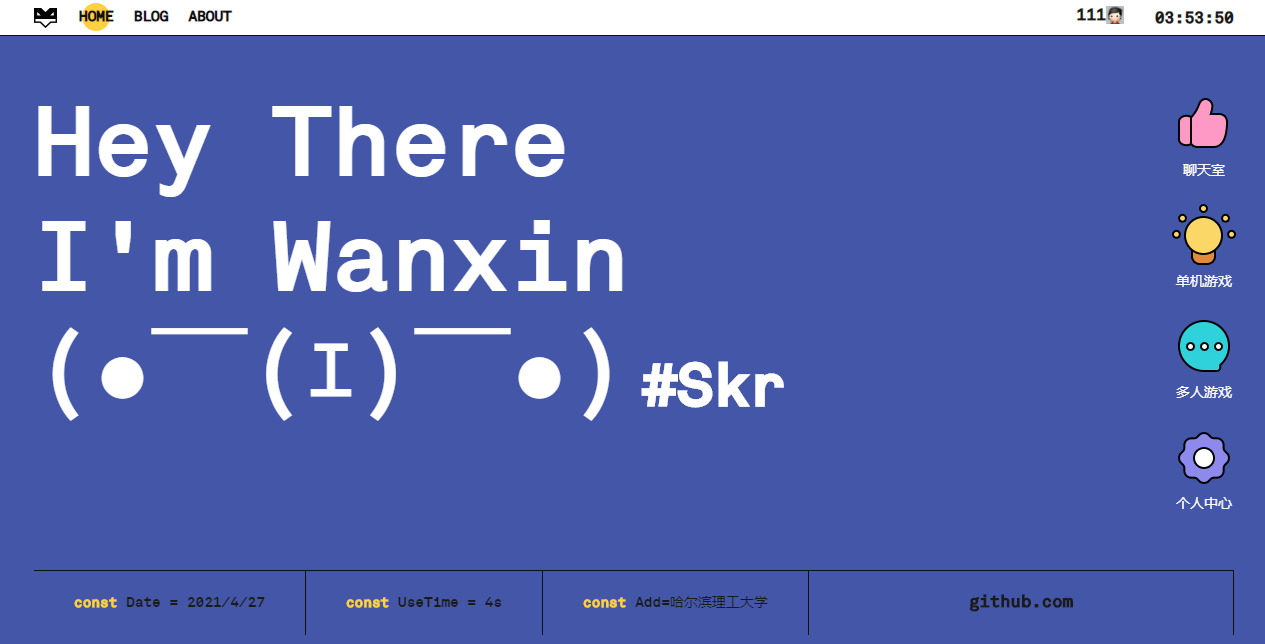 HOME BLOG ABOUT 111 03:53:50
Hey There
I'm Wanxin
(●￣(I)￣●) #Skr
聊天室
单机游戏
多人游戏
个人中心
const Date = 2021/4/27 const UseTime = 4s const Add=哈尔滨理工大学 github.com